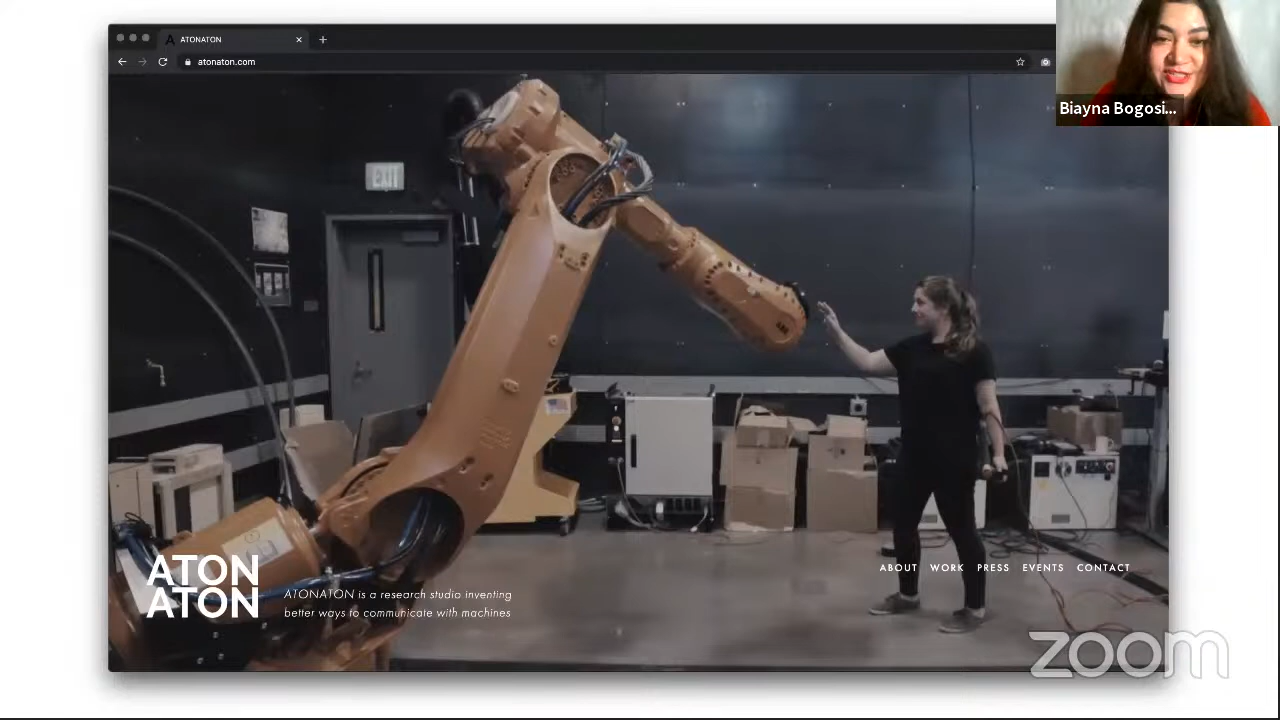 ATONATON
atonaton.com
Biayna Bogosi...
EXIT
ATON
ATON
ATONATON is a research studio inventing
better ways to communicate with machines
ABOUT WORK PRESS EVENTS CONTACT
zoom